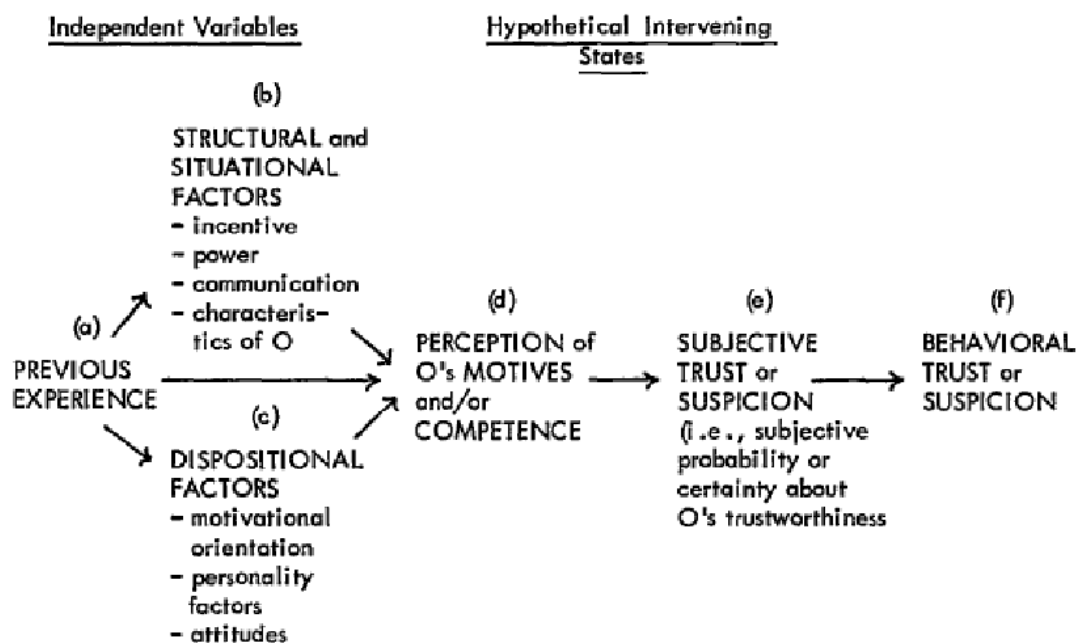 Independent Variables
Hypothetical Intervening
States
(b)
STRUCTURAL and
SITUATIONAL
FACTORS
- incentive
- power
- communication
- characteris-
tics of O
(a)
PREVIOUS
EXPERIENCE
(c)
DISPOSITIONAL
FACTORS
- motivational
orientation
- personality
factors
- attitudes
(d)
PERCEPTION of
O's MOTIVES
and/or
COMPETENCE
(e)
SUBJECTIVE
TRUST or
SUSPICION
(i.e., subjective
probability or
certainty about
O's trustworthiness
(f)
BEHAVIORAL
TRUST or
SUSPICION